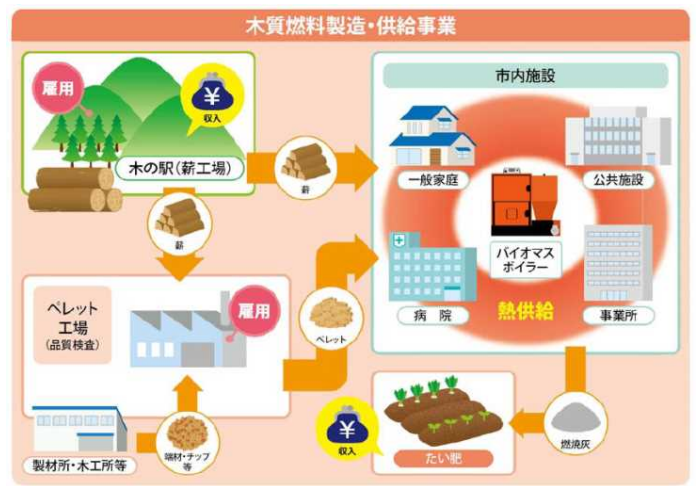 木質燃料製造・供給事業
雇用
¥
収入
木の駅(薪工場)
薪
薪
市内施設
一般家庭
公共施設
バイオマス
ボイラー
病 院
熱供給
事業所
ペレット
工場
(品質検査)
雇用
ペレット
製材所・木工所等
端材・チップ
等
¥
収入
たい肥
燃焼灰